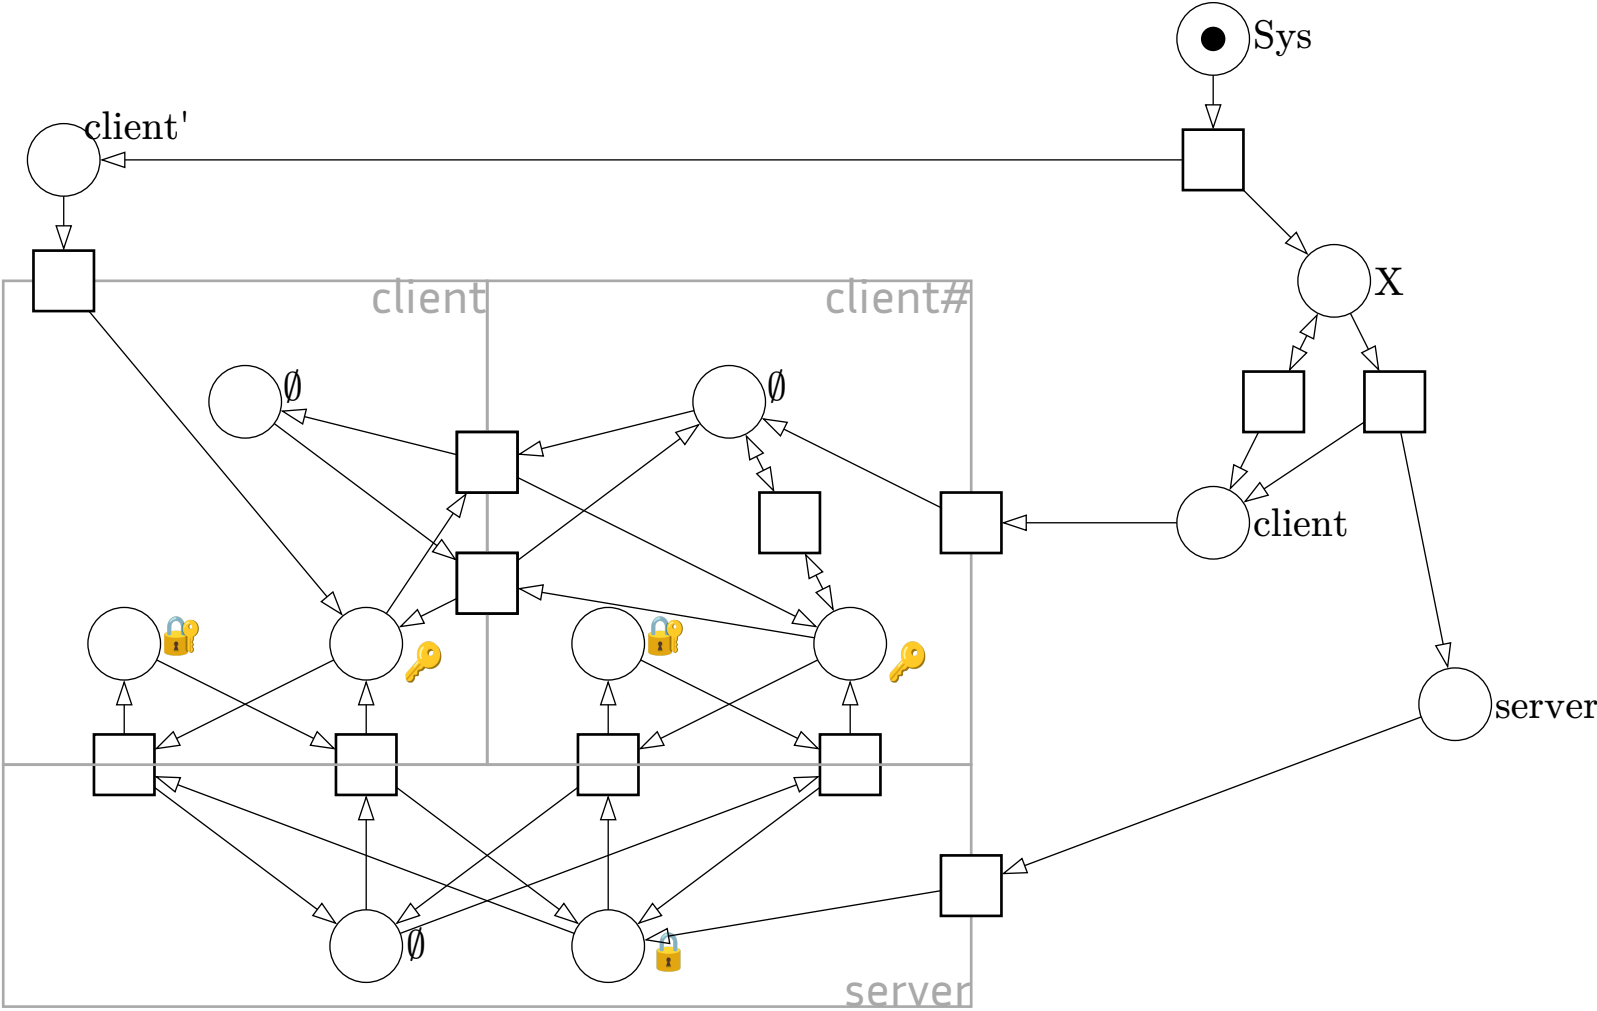 Sys
client'
client
client#
X
∅
∅
client
🔐
🔑
🔐
🔑
server
∅
🔒
server